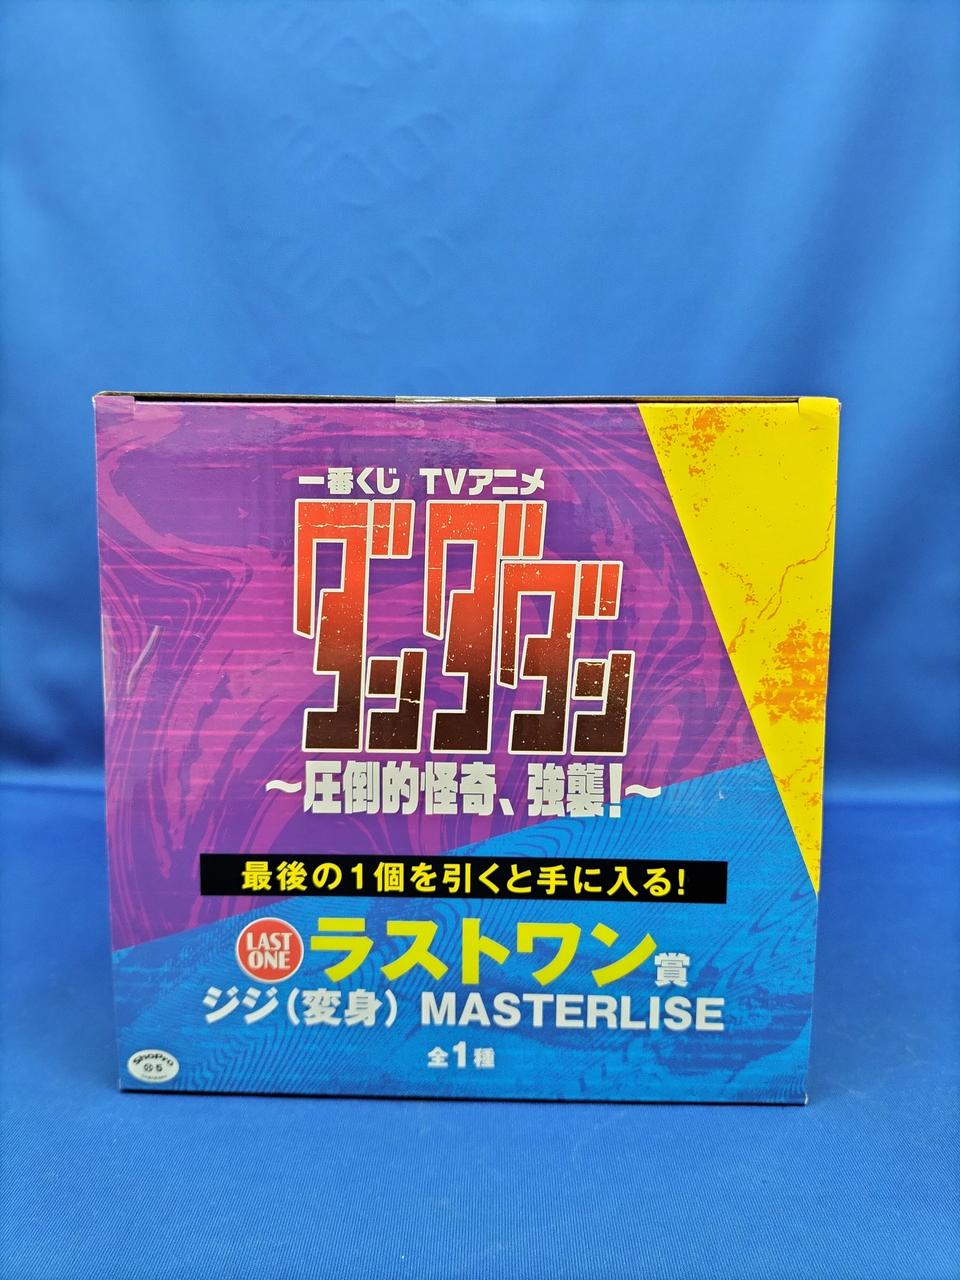 一番くじ TVアニメ
ダンダダン
～圧倒的怪奇、強襲!～
最後の1個を引くと手に入る!
LAST
ONE
ラストワン賞
ジジ(変身) MASTERLISE
全1種
ShoPro